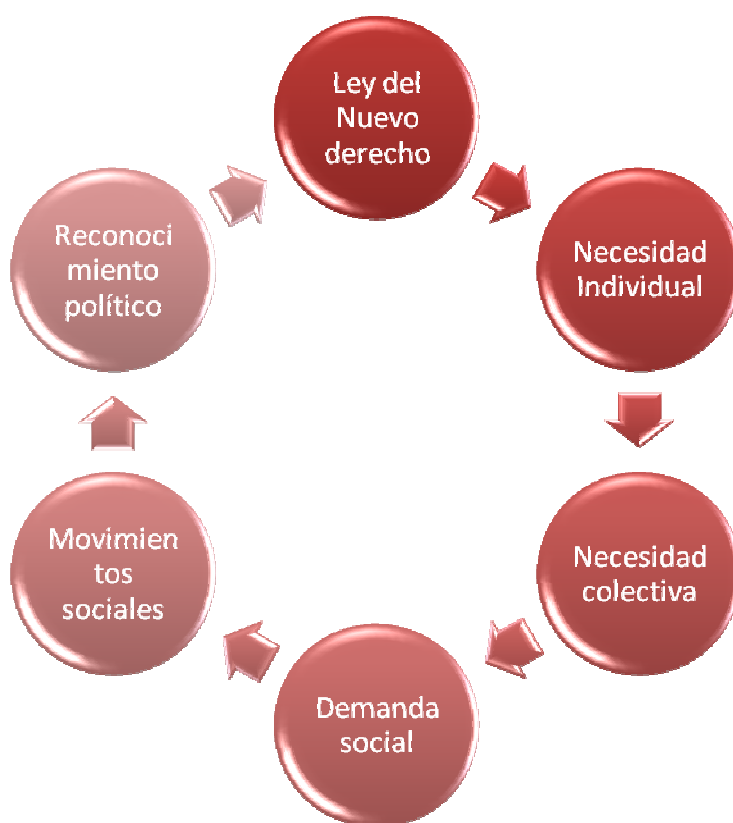 Ley del
Nuevo
derecho
Necesidad
Individual
Necesidad
colectiva
Demanda
social
Movimien
tos
sociales
Reconoci
miento
político